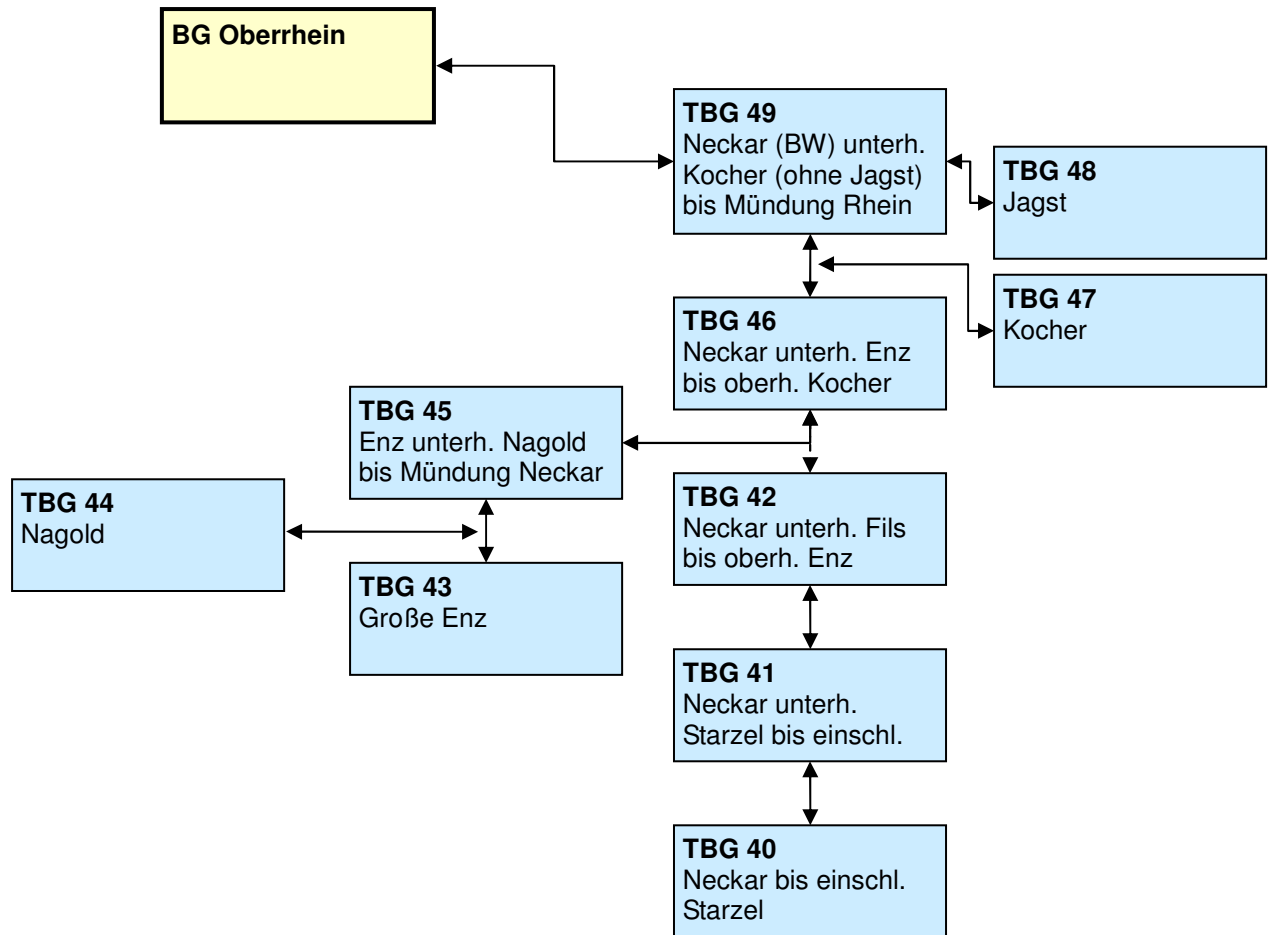 BG Oberrhein
TBG 49
Neckar (BW) unterh.
Kocher (ohne Jagst)
bis Mündung Rhein
TBG 48
Jagst
TBG 47
Kocher
TBG 46
Neckar unterh. Enz
bis oberh. Kocher
TBG 45
Enz unterh. Nagold
bis Mündung Neckar
TBG 44
Nagold
TBG 42
Neckar unterh. Fils
bis oberh. Enz
TBG 43
Große Enz
TBG 41
Neckar unterh.
Starzel bis einschl.
TBG 40
Neckar bis einschl.
Starzel